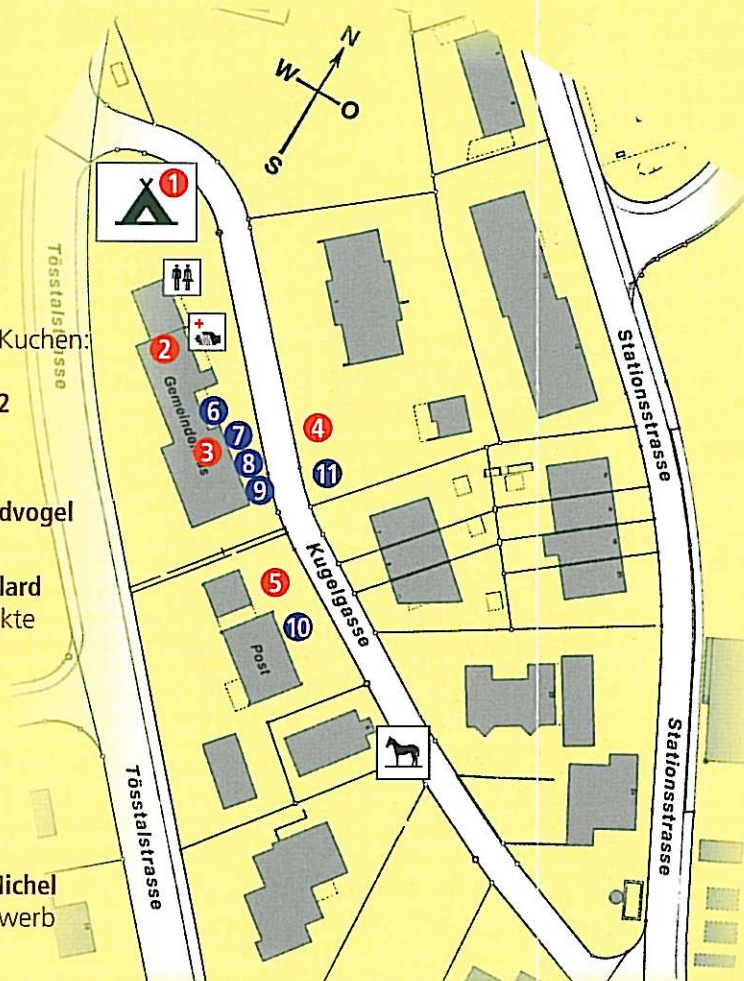 N
W
O
S
1
Tösstalstrasse
Kuchen:
2
Gemeindehaus
2
dvogel
3
6
7
8
9
4
11
Stationsstrasse
lard
kte
5
10
Kugelgasse
Post
Tösstalstrasse
Stationsstrasse
Michel
werb